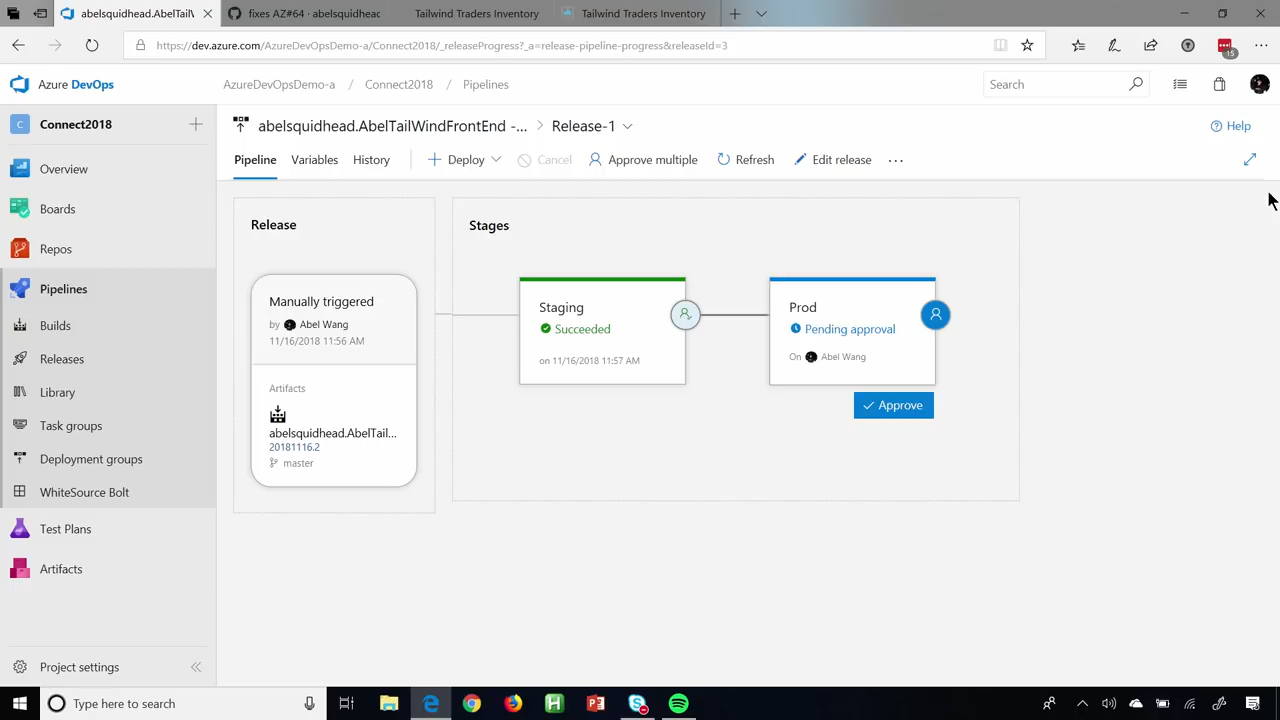 abelsquidhead.AbelTailW
fixes AZ#64 · abelsquidhead
Tailwind Traders Inventory
Tailwind Traders Inventory
https://dev.azure.com/AzureDevOpsDemo-a/Connect2018/_releaseProgress?_a=release-pipeline-progress&releaseId=3
15
Azure DevOps
AzureDevOpsDemo-a / Connect2018 / Pipelines
Search
C
Connect2018
abelsquidhead.AbelTailWindFrontEnd -... > Release-1
Help
Pipeline
Variables
History
Deploy
Cancel
Approve multiple
Refresh
Edit release
...
Overview
Boards
Repos
Pipelines
Builds
Releases
Library
Task groups
Deployment groups
WhiteSource Bolt
Test Plans
Artifacts
Project settings
Release
Manually triggered
by Abel Wang
11/16/2018 11:56 AM
Artifacts
abelsquidhead.AbelTail...
20181116.2
master
Stages
Staging
Succeeded
on 11/16/2018 11:57 AM
Prod
Pending approval
On Abel Wang
Approve
Type here to search